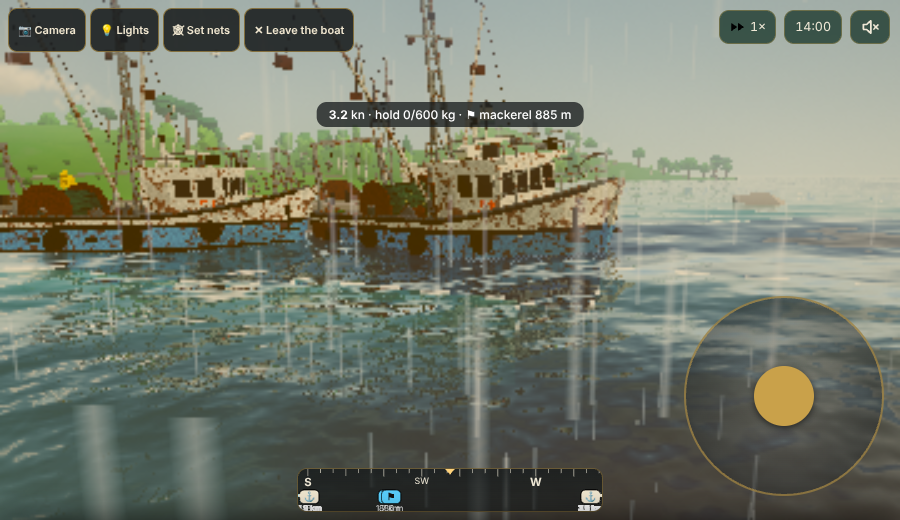 Camera
Lights
Set nets
✕ Leave the boat
1×
14:00
3.2 kn · hold 0/600 kg · ⚑ mackerel 885 m
S
SW
W